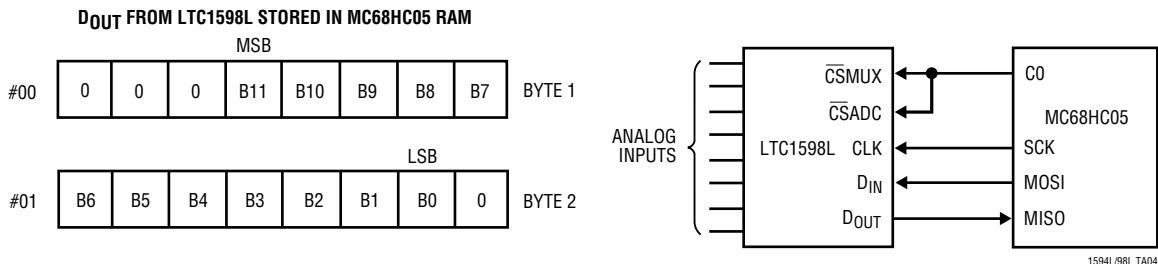 DOUT FROM LTC1598L STORED IN MC68HC05 RAM
MSB
#00 0 0 0 B11 B10 B9 B8 B7 BYTE 1
LSB
#01 B6 B5 B4 B3 B2 B1 B0 0 BYTE 2
ANALOG
INPUTS
CSMUX
CSADC
LTC1598L CLK
DIN
DOUT
C0
MC68HC05
SCK
MOSI
MISO
1594L/98L TA04